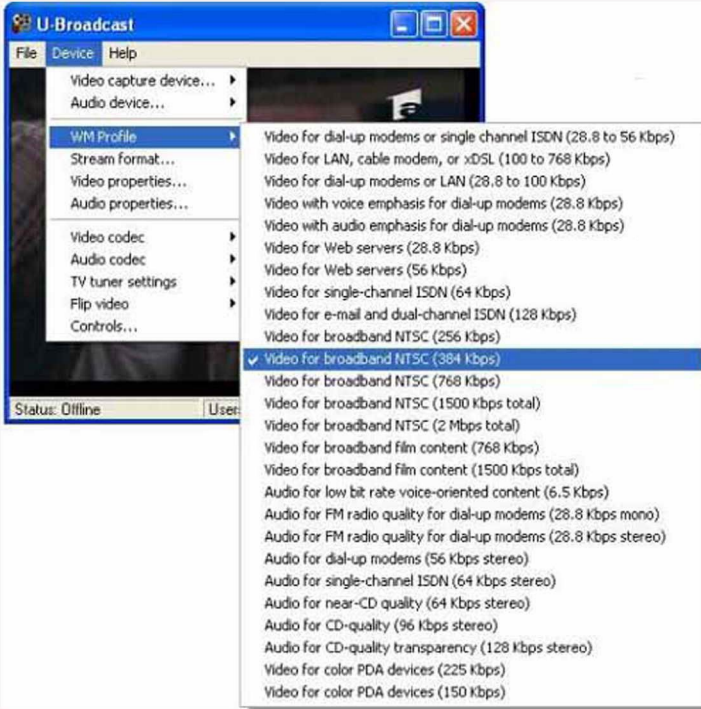 U-Broadcast
File Device Help
Video capture device...
Audio device...
WM Profile
Stream format...
Video properties...
Audio properties...
Video codec
Audio codec
TV tuner settings
Flip video
Controls...
Status: Offline
User
Video for dial-up modems or single channel ISDN (28.8 to 56 Kbps)
Video for LAN, cable modem, or xDSL (100 to 768 Kbps)
Video for dial-up modems or LAN (28.8 to 100 Kbps)
Video with voice emphasis for dial-up modems (28.8 Kbps)
Video with audio emphasis for dial-up modems (28.8 Kbps)
Video for Web servers (28.8 Kbps)
Video for Web servers (56 Kbps)
Video for single-channel ISDN (64 Kbps)
Video for e-mail and dual-channel ISDN (128 Kbps)
Video for broadband NTSC (256 Kbps)
Video for broadband NTSC (384 Kbps)
Video for broadband NTSC (768 Kbps)
Video for broadband NTSC (1500 Kbps total)
Video for broadband NTSC (2 Mbps total)
Video for broadband film content (768 Kbps)
Video for broadband film content (1500 Kbps total)
Audio for low bit rate voice-oriented content (6.5 Kbps)
Audio for FM radio quality for dial-up modems (28.8 Kbps mono)
Audio for FM radio quality for dial-up modems (28.8 Kbps stereo)
Audio for dial-up modems (56 Kbps stereo)
Audio for single-channel ISDN (64 Kbps stereo)
Audio for near-CD quality (64 Kbps stereo)
Audio for CD-quality (96 Kbps stereo)
Audio for CD-quality transparency (128 Kbps stereo)
Video for color PDA devices (225 Kbps)
Video for color PDA devices (150 Kbps)